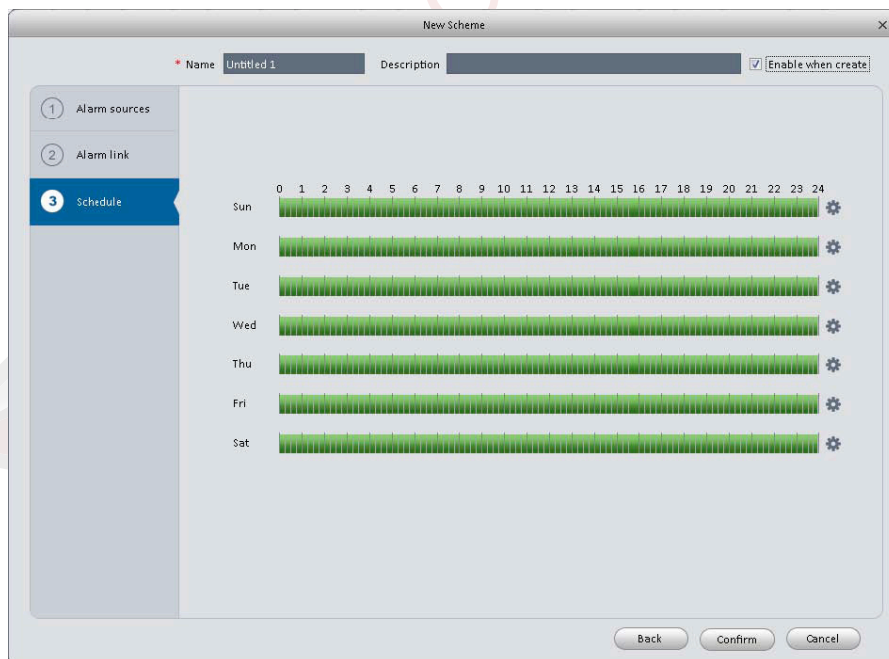 New Scheme
* Name Untitled 1 Description Enable when create
1 Alarm sources
2 Alarm link
3 Schedule
0 1 2 3 4 5 6 7 8 9 10 11 12 13 14 15 16 17 18 19 20 21 22 23 24
Sun
Mon
Tue
Wed
Thu
Fri
Sat
Back Confirm Cancel